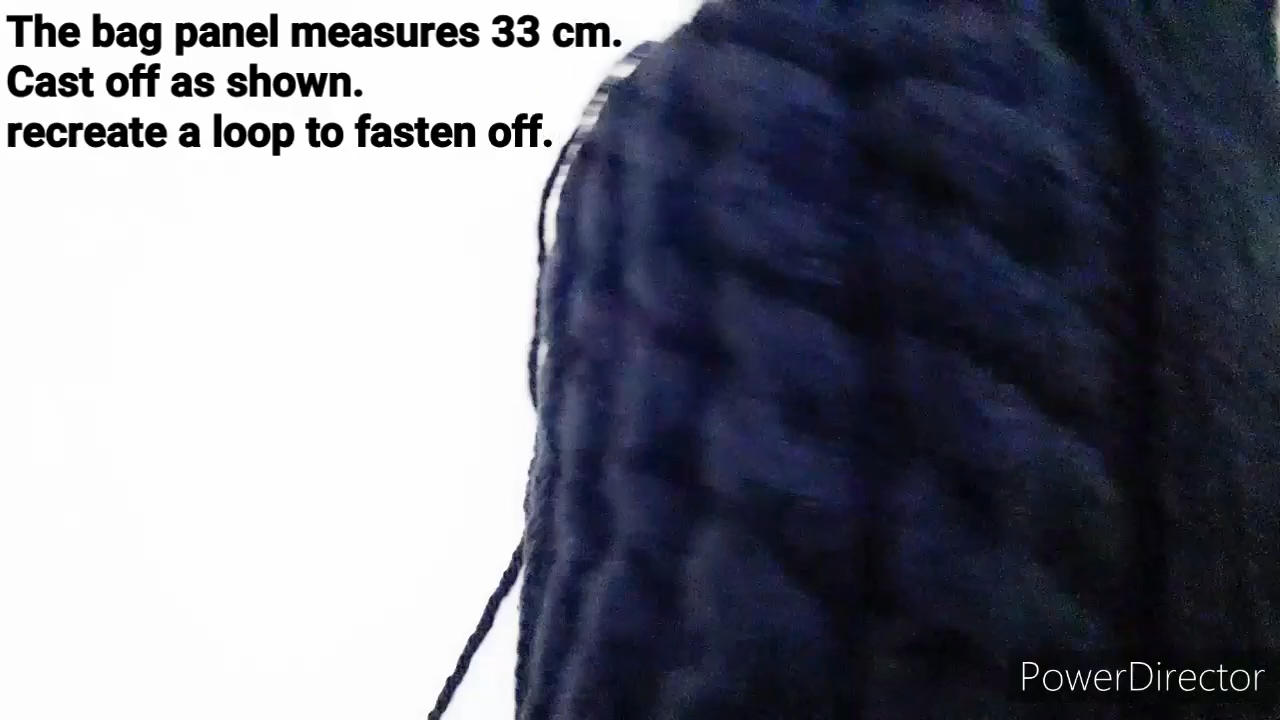 The bag panel measures 33 cm.
Cast off as shown.
recreate a loop to fasten off.
PowerDirector